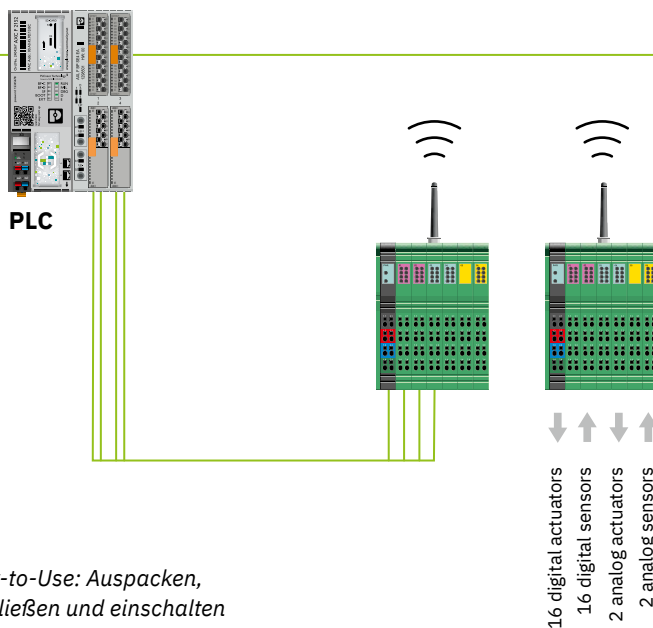 PLC
16 digital actuators
16 digital sensors
2 analog actuators
2 analog sensors
-to-Use: Auspacken,
ließen und einschalten